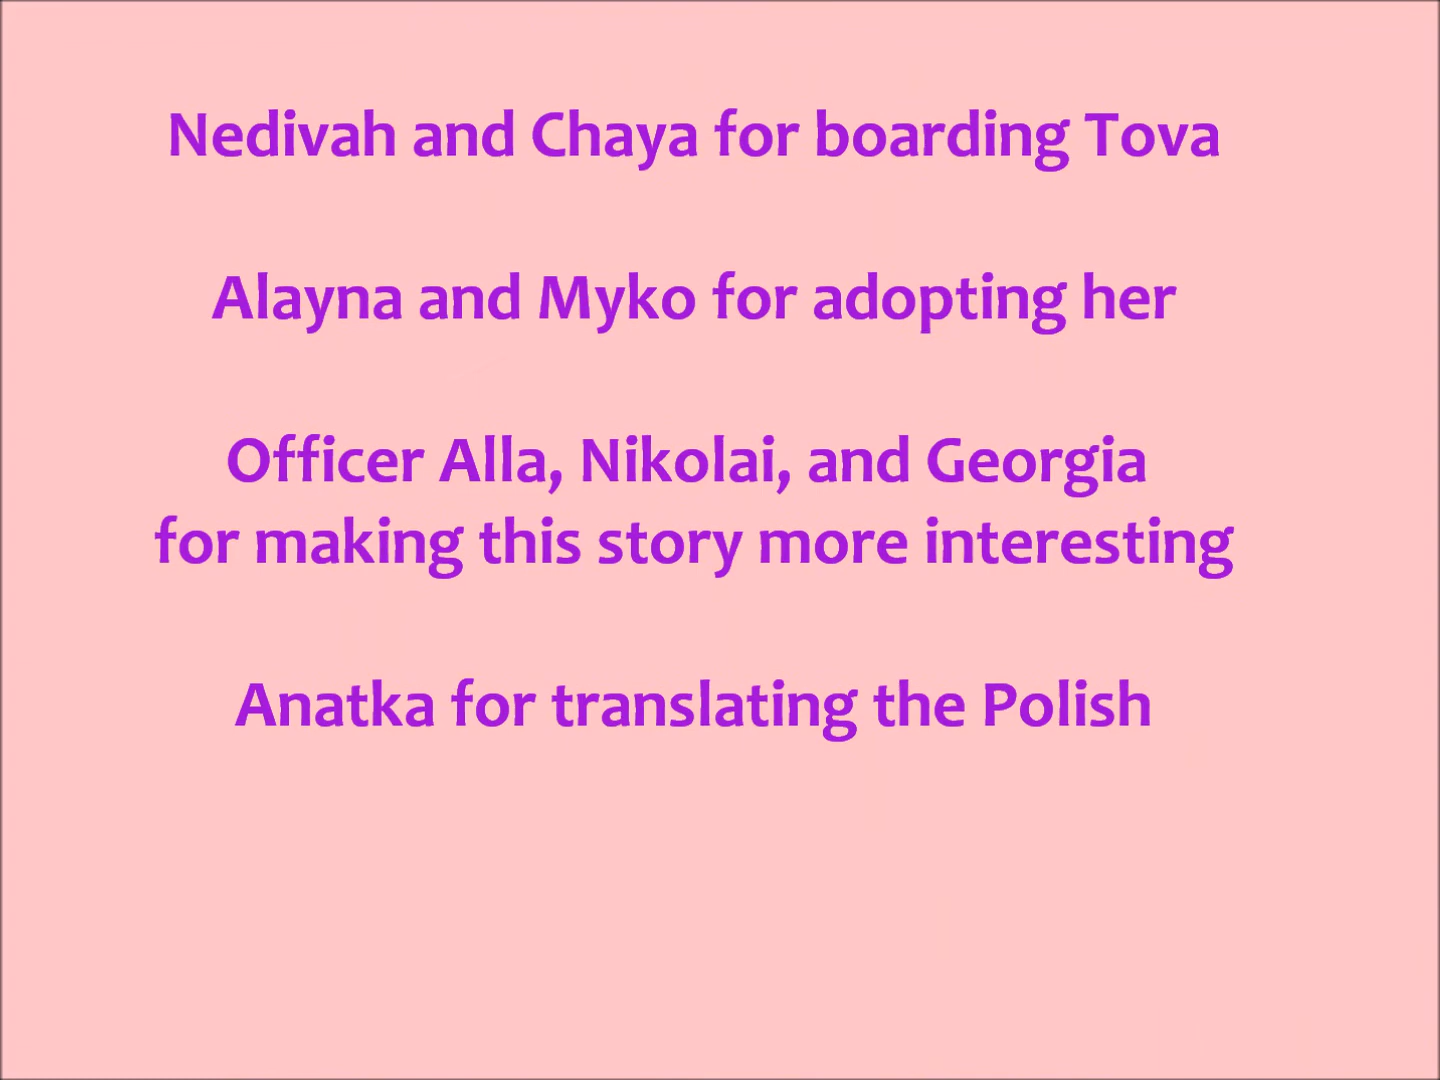 Nedivah and Chaya for boarding Tova
Alayna and Myko for adopting her
Officer Alla, Nikolai, and Georgia
for making this story more interesting
Anatka for translating the Polish